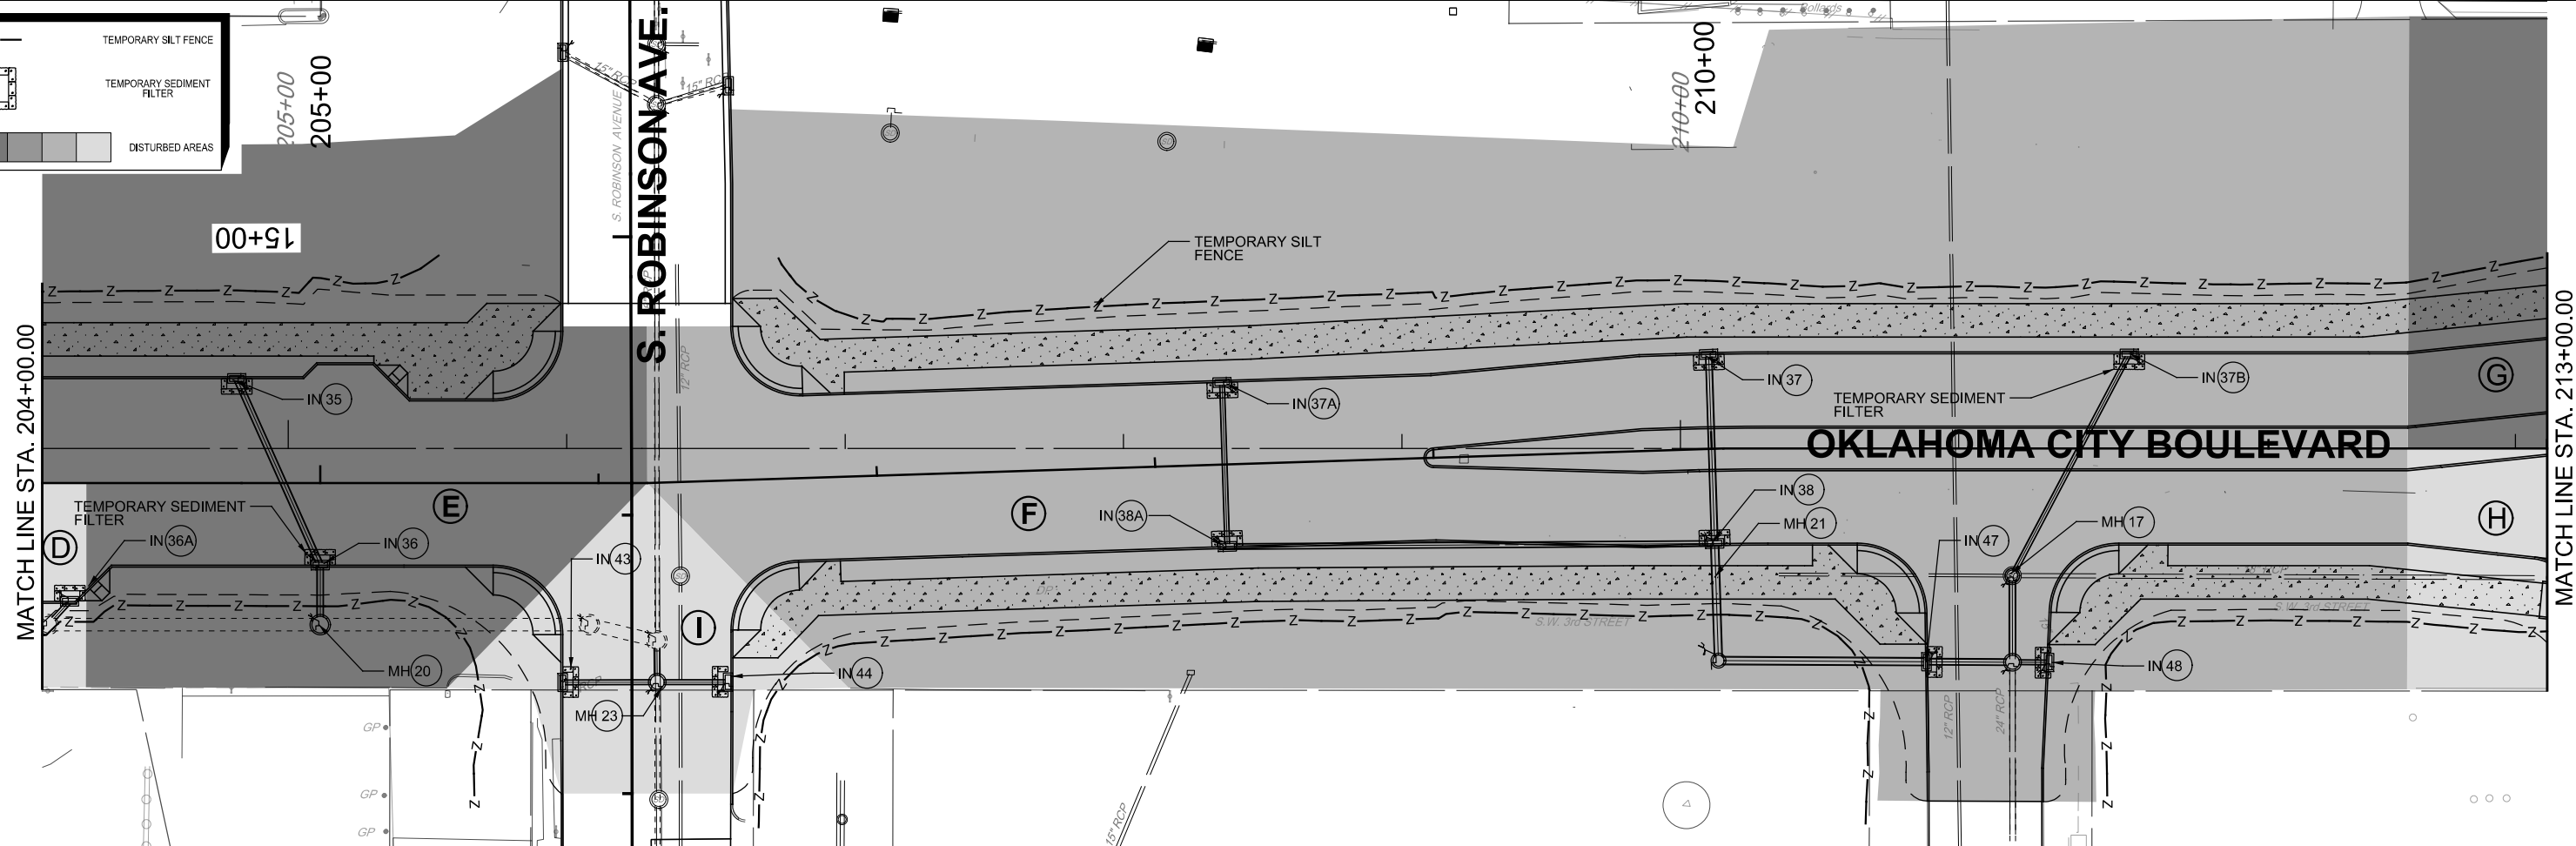 TEMPORARY SILT FENCE
TEMPORARY SEDIMENT
FILTER
DISTURBED AREAS
205+00
205+00
15+00
S. ROBINSON AVENUE
S. ROBINSON AVE.
15" RCP
15" RCP
12" RCP
Bollards
210+00
210+00
TEMPORARY SILT
FENCE
MATCH LINE STA. 204+00.00
MATCH LINE STA. 213+00.00
IN 35
IN 37A
IN 37
IN 37B
TEMPORARY SEDIMENT
FILTER
OKLAHOMA CITY BOULEVARD
G
TEMPORARY SEDIMENT
FILTER
E
F
H
D
IN 36A
IN 36
IN 38A
IN 38
MH 21
MH 17
IN 47
IN 43
I
S.W. 3rd STREET
S.W. 3rd STREET
MH 20
IN 44
IN 48
MH 23
RCP
12" RCP
24" RCP
GP
GP
GP
15" RCP
SD
SD
SD
Z